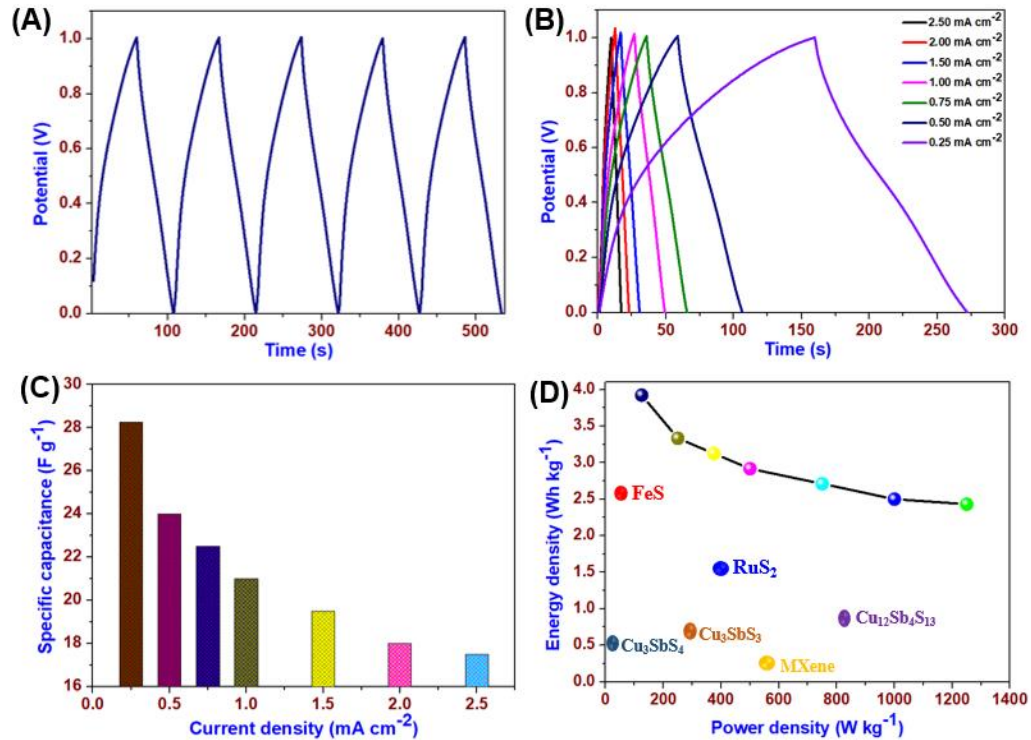 (A)
1.0
0.8
0.6
0.4
0.2
0.0
Potential (V)
100
200
300
400
500
Time (s)
(B)
1.0
0.8
0.6
0.4
0.2
0.0
Potential (V)
2.50 mA cm⁻²
2.00 mA cm⁻²
1.50 mA cm⁻²
1.00 mA cm⁻²
0.75 mA cm⁻²
0.50 mA cm⁻²
0.25 mA cm⁻²
0
50
100
150
200
250
300
Time (s)
(C)
30
28
26
24
22
20
18
16
Specific capacitance (F g⁻¹)
0.0
0.5
1.0
1.5
2.0
2.5
Current density (mA cm⁻²)
(D)
4.0
3.5
3.0
2.5
2.0
1.5
1.0
0.5
0.0
Energy density (Wh kg⁻¹)
FeS
RuS₂
Cu₁₂Sb₄S₁₃
Cu₃SbS₄
Cu₃SbS₃
MXene
0
200
400
600
800
1000
1200
1400
Power density (W kg⁻¹)